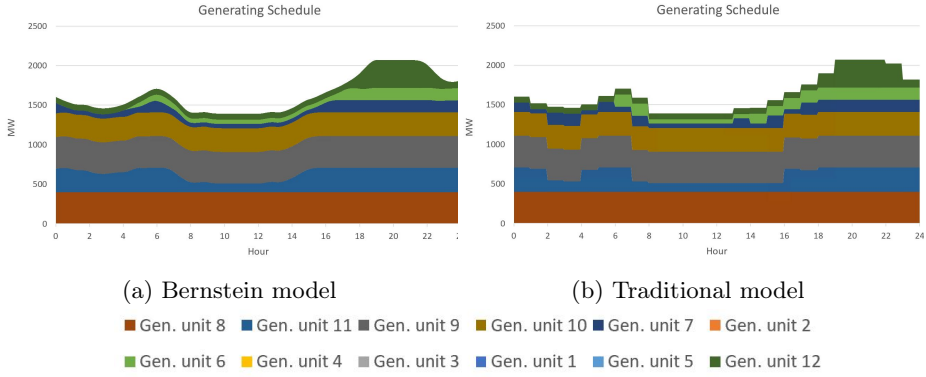 Generating Schedule
2500
2000
1500
1000
500
0
MW
0 2 4 6 8 10 12 14 16 18 20 22 2
Hour
(a) Bernstein model
Generating Schedule
2500
2000
1500
1000
500
0
MW
0 2 4 6 8 10 12 14 16 18 20 22 24
Hour
(b) Traditional model
Gen. unit 8 Gen. unit 11 Gen. unit 9 Gen. unit 10 Gen. unit 7 Gen. unit 2
Gen. unit 6 Gen. unit 4 Gen. unit 3 Gen. unit 1 Gen. unit 5 Gen. unit 12